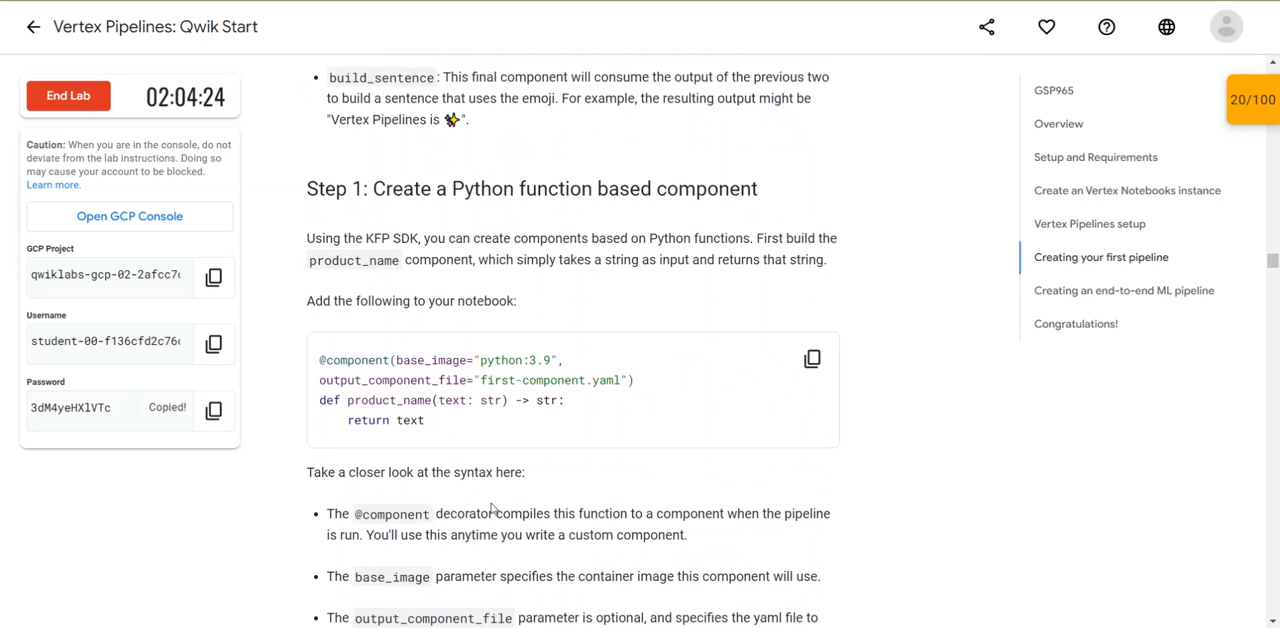 Vertex Pipelines: Qwik Start
End Lab
02:04:24
Caution: When you are in the console, do not
deviate from the lab instructions. Doing so
may cause your account to be blocked.
Learn more.
Open GCP Console
GCP Project
qwiklabs-gcp-02-2afcc7
Username
student-00-f136cfd2c76
Password
3dM4yeHXlVTc
Copied!
• build_sentence: This final component will consume the output of the previous two
to build a sentence that uses the emoji. For example, the resulting output might be
"Vertex Pipelines is ✨".
Step 1: Create a Python function based component
Using the KFP SDK, you can create components based on Python functions. First build the
product_name component, which simply takes a string as input and returns that string.
Add the following to your notebook:
@component(base_image="python:3.9",
output_component_file="first-component.yaml")
def product_name(text: str) -> str:
    return text
Take a closer look at the syntax here:
• The @component decorator compiles this function to a component when the pipeline
is run. You'll use this anytime you write a custom component.
• The base_image parameter specifies the container image this component will use.
• The output_component_file parameter is optional, and specifies the yaml file to
GSP965
Overview
Setup and Requirements
Create an Vertex Notebooks instance
Vertex Pipelines setup
Creating your first pipeline
Creating an end-to-end ML pipeline
Congratulations!
20/100